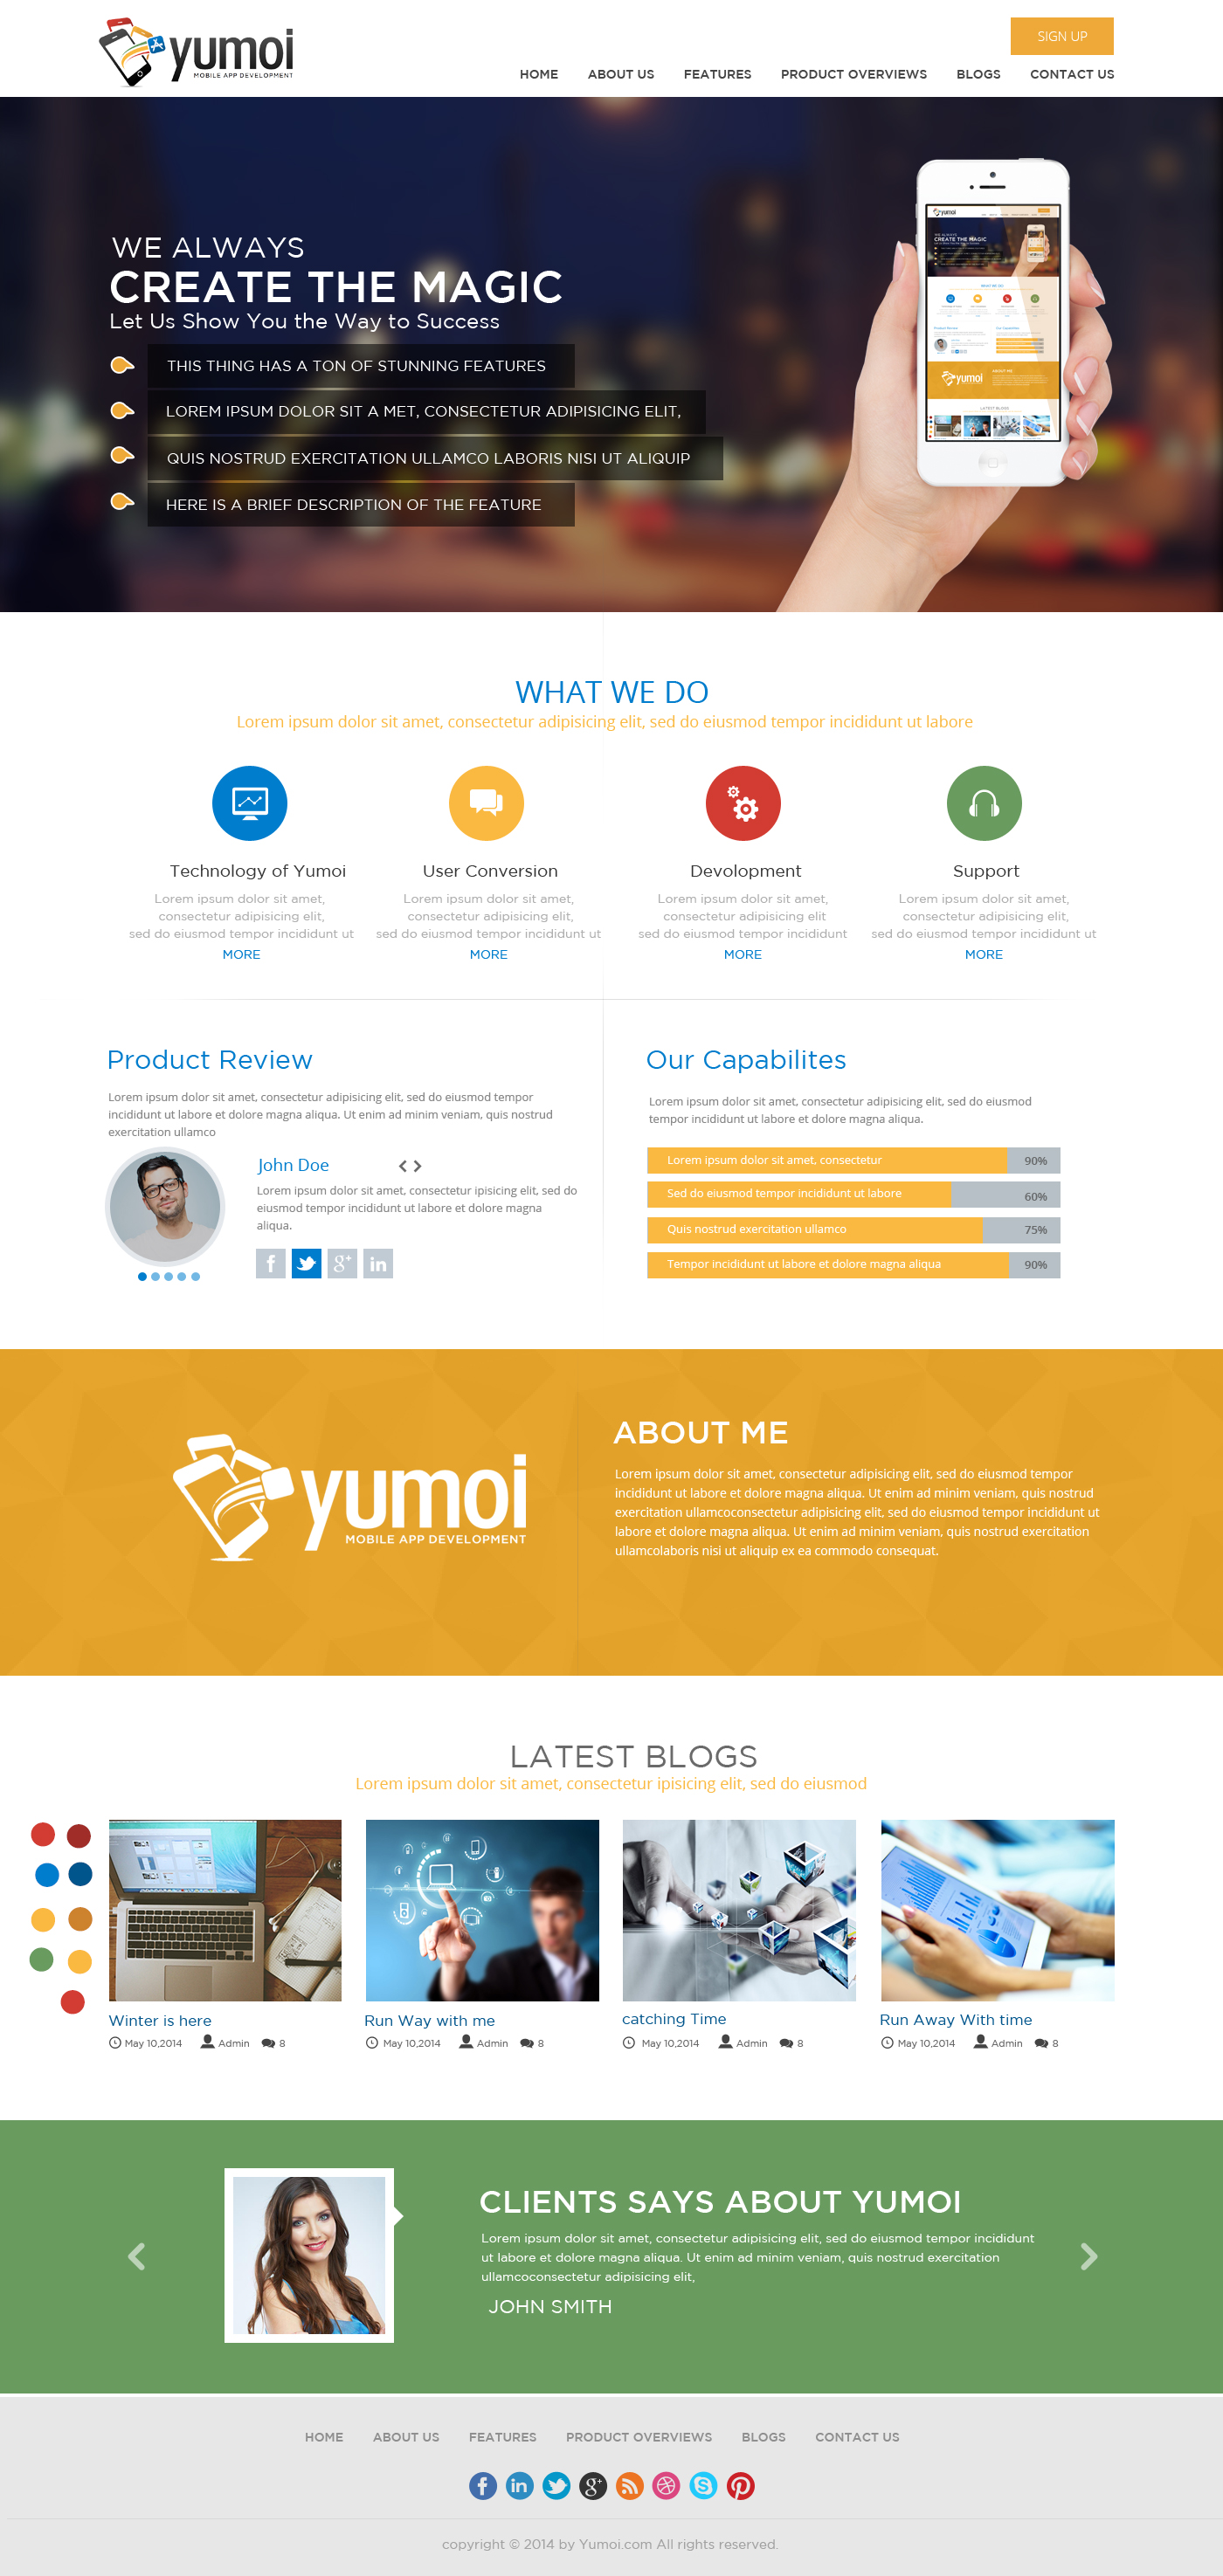 yumoi
MOBILE APP DEVELOPMENT
SIGN UP
HOME ABOUT US FEATURES PRODUCT OVERVIEWS BLOGS CONTACT US
WE ALWAYS
CREATE THE MAGIC
Let Us Show You the Way to Success
THIS THING HAS A TON OF STUNNING FEATURES
LOREM IPSUM DOLOR SIT A MET, CONSECTETUR ADIPISICING ELIT,
QUIS NOSTRUD EXERCITATION ULLAMCO LABORIS NISI UT ALIQUIP
HERE IS A BRIEF DESCRIPTION OF THE FEATURE
WHAT WE DO
Lorem ipsum dolor sit amet, consectetur adipisicing elit, sed do eiusmod tempor incididunt ut labore
Technology of Yumoi
Lorem ipsum dolor sit amet,
consectetur adipisicing elit,
sed do eiusmod tempor incididunt ut
MORE
User Conversion
Lorem ipsum dolor sit amet,
consectetur adipisicing elit,
sed do eiusmod tempor incididunt ut
MORE
Devolopment
Lorem ipsum dolor sit amet,
consectetur adipisicing elit
sed do eiusmod tempor incididunt
MORE
Support
Lorem ipsum dolor sit amet,
consectetur adipisicing elit,
sed do eiusmod tempor incididunt ut
MORE
Product Review
Lorem ipsum dolor sit amet, consectetur adipisicing elit, sed do eiusmod tempor
incididunt ut labore et dolore magna aliqua. Ut enim ad minim veniam, quis nostrud
exercitation ullamco
John Doe
Lorem ipsum dolor sit amet, consectetur ipisicing elit, sed do
eiusmod tempor incididunt ut labore et dolore magna
aliqua.
Our Capabilites
Lorem ipsum dolor sit amet, consectetur adipisicing elit, sed do eiusmod
tempor incididunt ut labore et dolore magna aliqua.
Lorem ipsum dolor sit amet, consectetur 90%
Sed do eiusmod tempor incididunt ut labore 60%
Quis nostrud exercitation ullamco 75%
Tempor incididunt ut labore et dolore magna aliqua 90%
yumoi
MOBILE APP DEVELOPMENT
ABOUT ME
Lorem ipsum dolor sit amet, consectetur adipisicing elit, sed do eiusmod tempor
incididunt ut labore et dolore magna aliqua. Ut enim ad minim veniam, quis nostrud
exercitation ullamcoconsectetur adipisicing elit, sed do eiusmod tempor incididunt ut
labore et dolore magna aliqua. Ut enim ad minim veniam, quis nostrud exercitation
ullamcolaboris nisi ut aliquip ex ea commodo consequat.
LATEST BLOGS
Lorem ipsum dolor sit amet, consectetur ipisicing elit, sed do eiusmod
Winter is here
May 10,2014 Admin 8
Run Way with me
May 10,2014 Admin 8
catching Time
May 10,2014 Admin 8
Run Away With time
May 10,2014 Admin 8
CLIENTS SAYS ABOUT YUMOI
Lorem ipsum dolor sit amet, consectetur adipisicing elit, sed do eiusmod tempor incididunt
ut labore et dolore magna aliqua. Ut enim ad minim veniam, quis nostrud exercitation
ullamcoconsectetur adipisicing elit,
JOHN SMITH
HOME ABOUT US FEATURES PRODUCT OVERVIEWS BLOGS CONTACT US
copyright © 2014 by Yumoi.com All rights reserved.